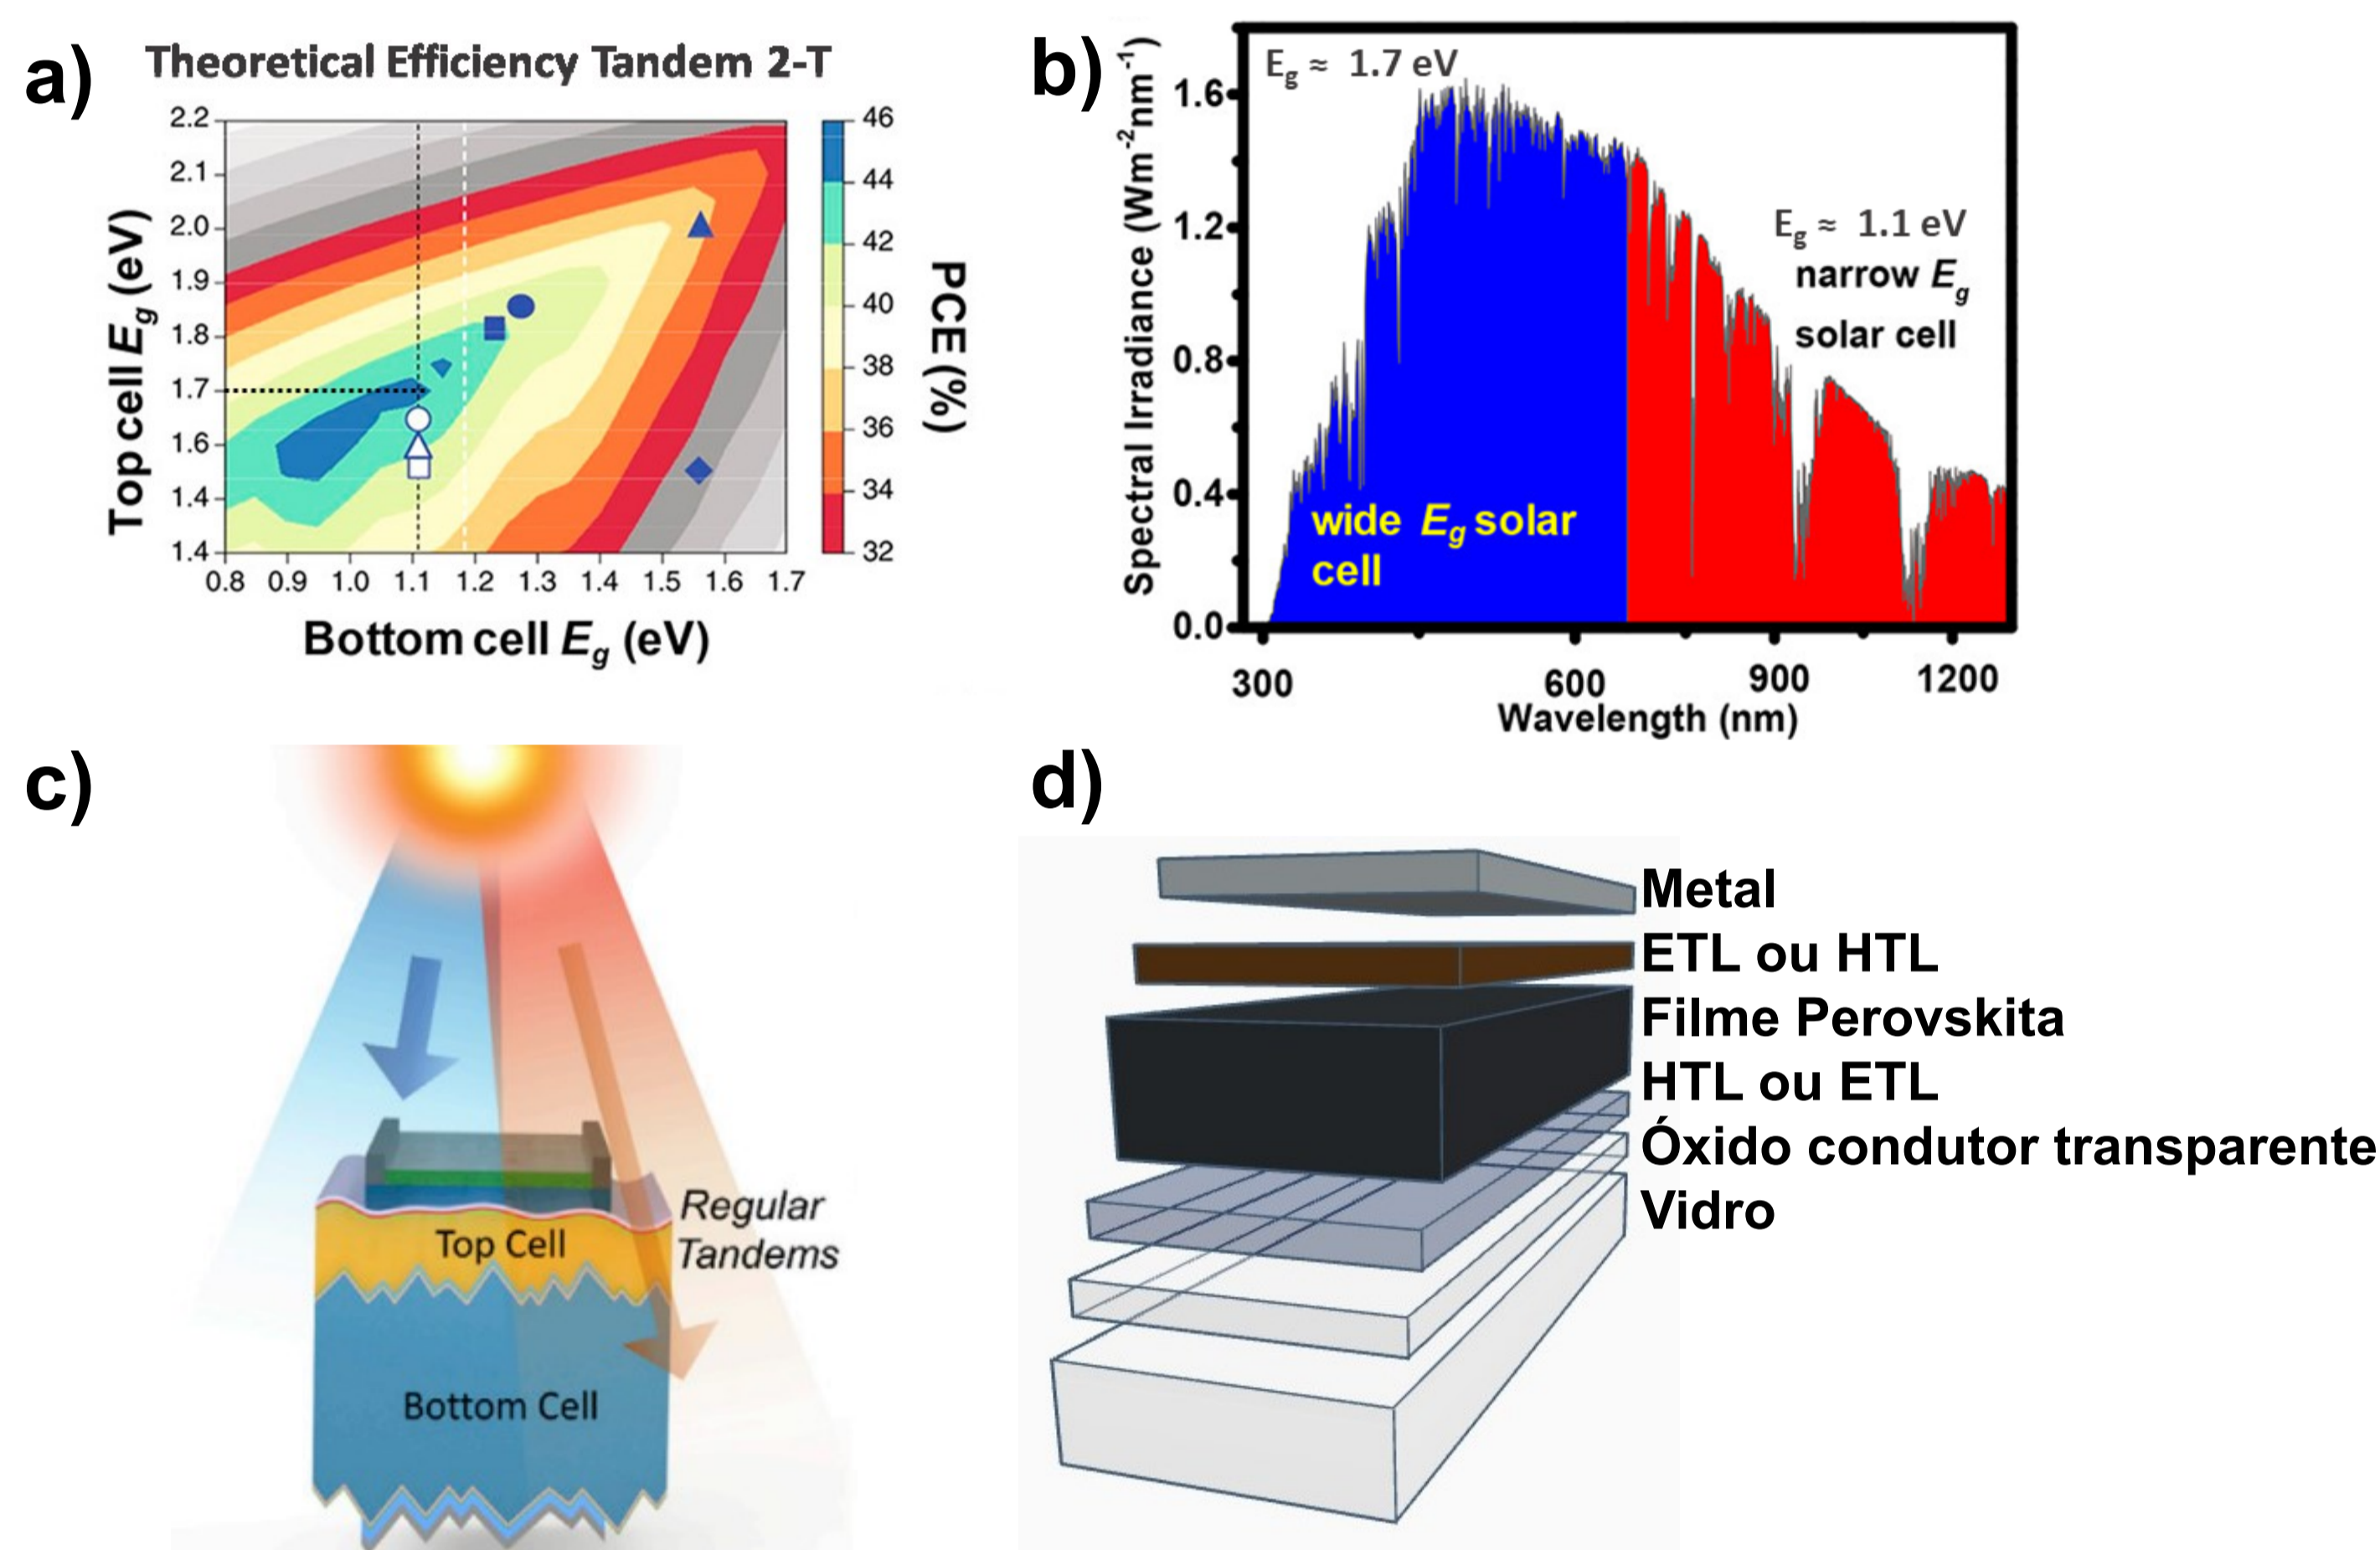 a)
Theoretical Efficiency Tandem 2-T
2.2
2.1
2.0
1.9
1.8
1.7
1.6
1.4
1.4
0.8 0.9 1.0 1.1 1.2 1.3 1.4 1.5 1.6 1.7
Top cell Eg (eV)
Bottom cell Eg (eV)
46
44
42
40
38
36
34
32
PCE (%)
b)
Eg ≈ 1.7 eV
Eg ≈ 1.1 eV
narrow Eg
solar cell
wide Eg solar
cell
1.6
1.2
0.8
0.4
0.0
Spectral Irradiance (Wm-2nm-1)
300 600 900 1200
Wavelength (nm)
c)
Regular
Tandems
Top Cell
Bottom Cell
d)
Metal
ETL ou HTL
Filme Perovskita
HTL ou ETL
Óxido condutor transparente
Vidro